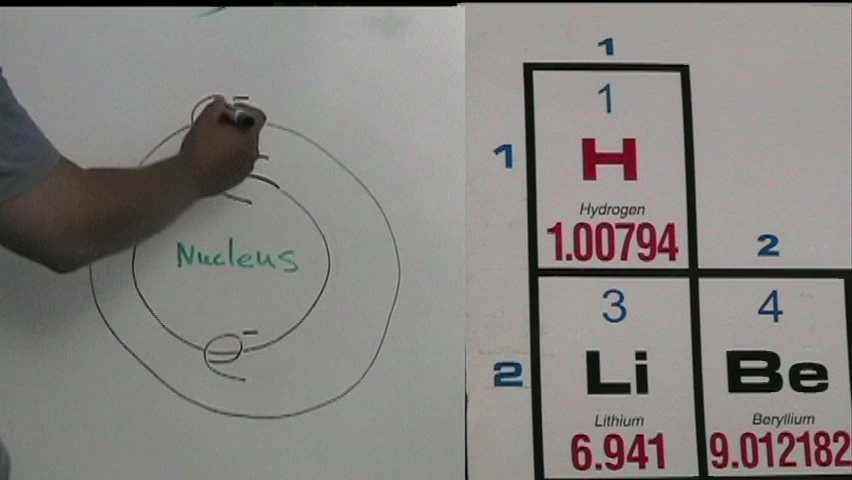 Nucleus
e-
1
1
1
H
Hydrogen
1.00794
2
2
3
Li
Lithium
6.941
4
Be
Beryllium
9.012182